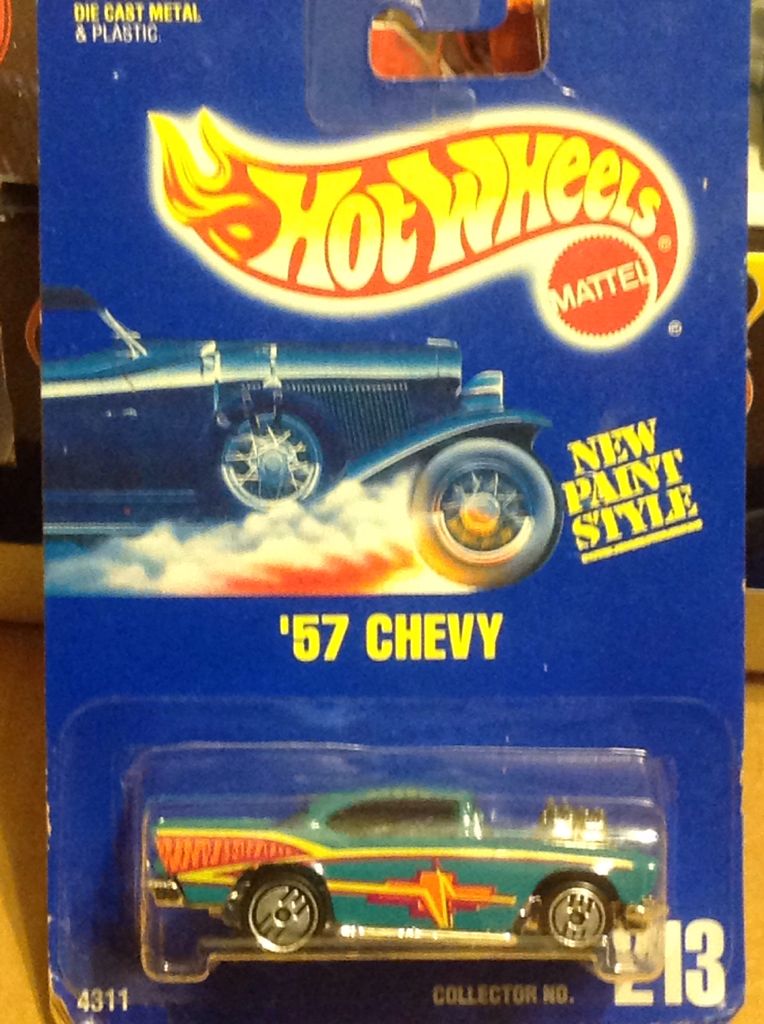 DIE CAST METAL
& PLASTIC
HOT WHEELS®
MATTEL
®
NEW
PAINT
STYLE
'57 CHEVY
4311
COLLECTOR NO.
213